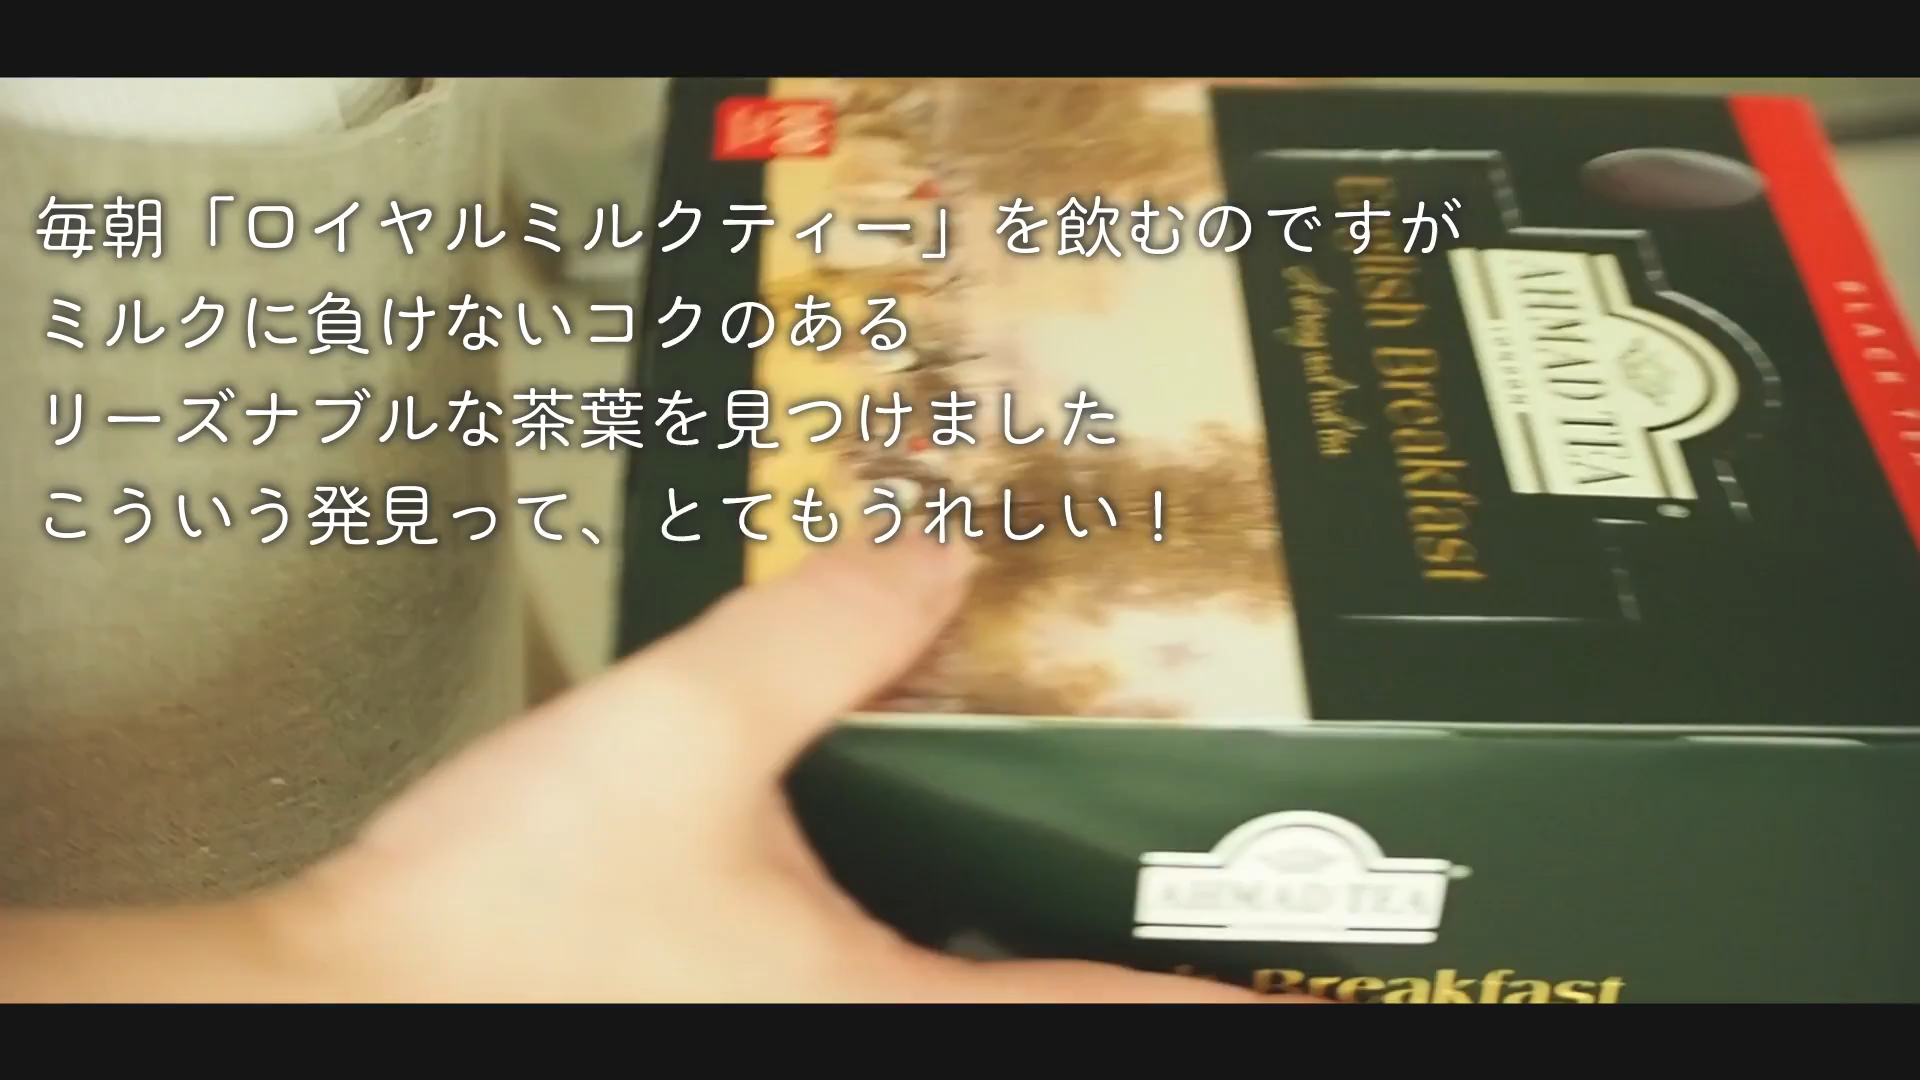 毎朝「ロイヤルミルクティー」を飲むのですが
ミルクに負けないコクのある
リーズナブルな茶葉を見つけました
こういう発見って、とてもうれしい！
AHMAD TEA
LONDON
English Breakfast
BLACK TEA
AHMAD TEA
Breakfast